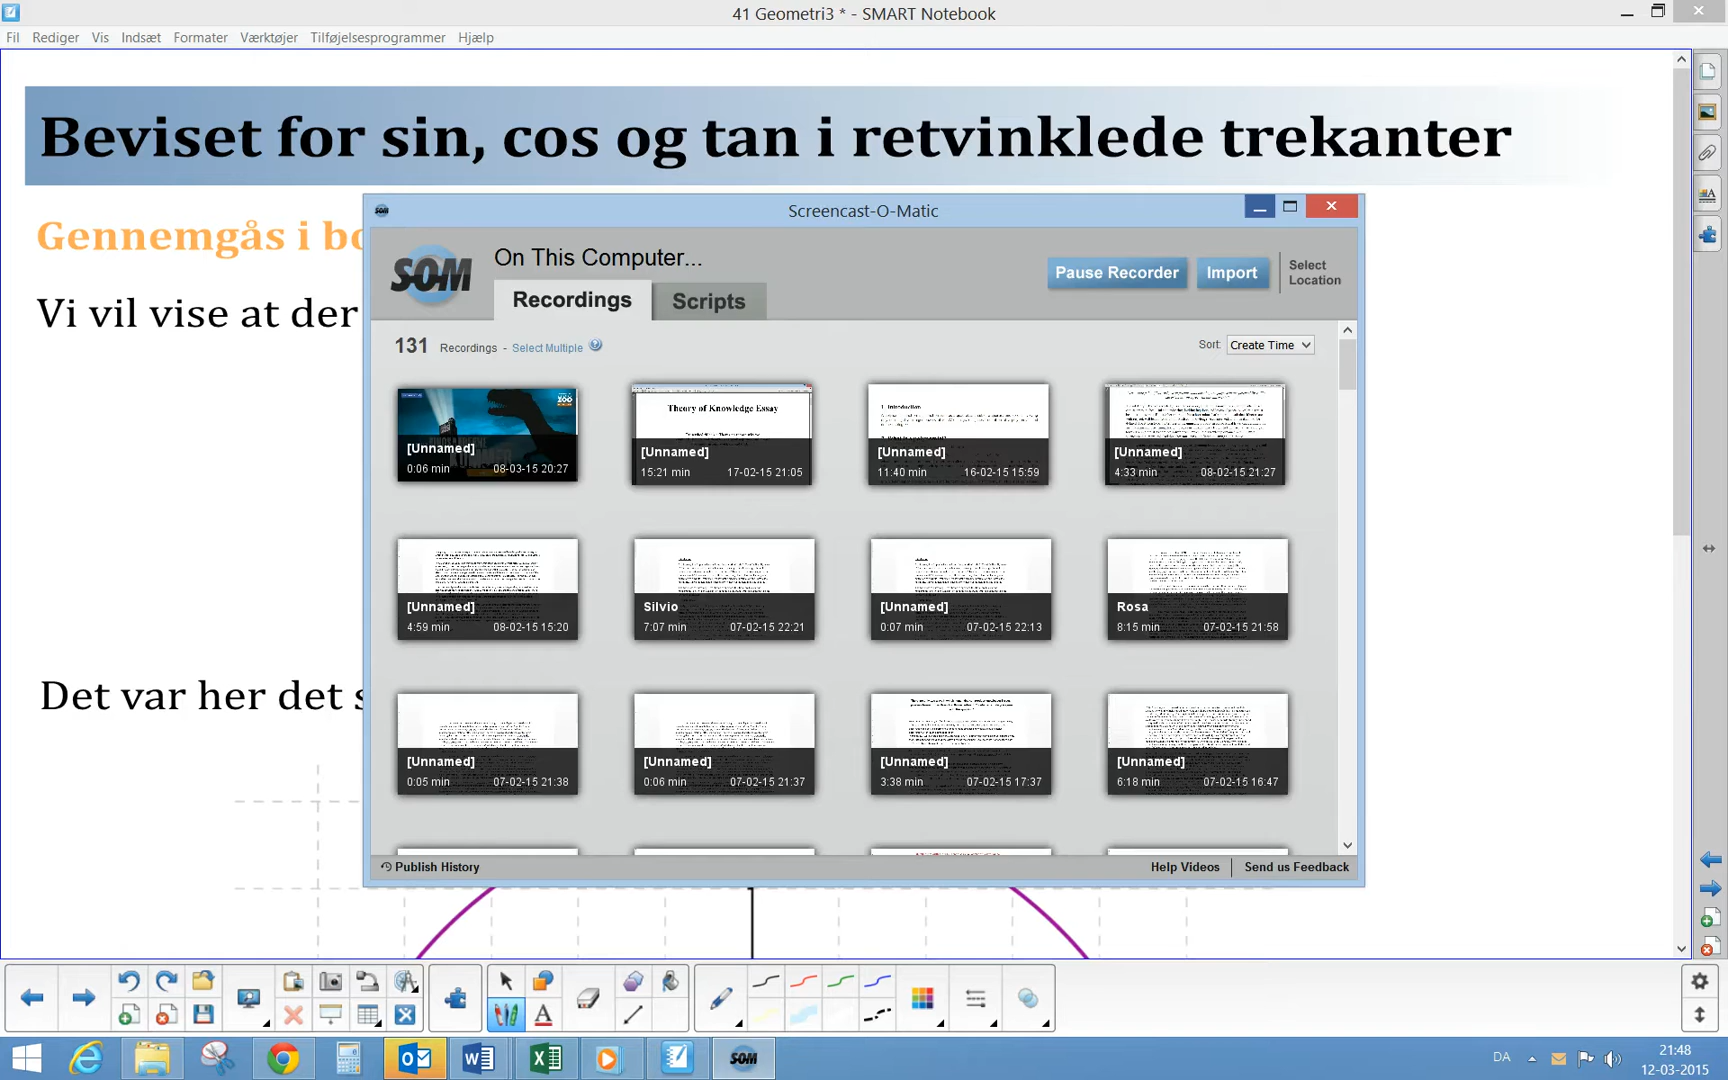 41 Geometri3 * - SMART Notebook
Fil Rediger Vis Indsæt Formater Værktøjer Tilføjelsesprogrammer Hjælp
Beviset for sin, cos og tan i retvinklede trekanter
Gennemgås i
Vi vil vise at der
Det var her det
Screencast-O-Matic
SOM
On This Computer...
Recordings Scripts
Pause Recorder Import Select Location
131 Recordings - Select Multiple
Sort: Create Time
ZOO
[Unnamed]
0:06 min 08-03-15 20:27
Theory of Knowledge Essay
[Unnamed]
15:21 min 17-02-15 21:05
1. Introduction
[Unnamed]
11:40 min 16-02-15 15:59
[Unnamed]
4:33 min 08-02-15 21:27
[Unnamed]
4:59 min 08-02-15 15:20
Silvio
7:07 min 07-02-15 22:21
[Unnamed]
0:07 min 07-02-15 22:13
Rosa
8:15 min 07-02-15 21:58
[Unnamed]
0:05 min 07-02-15 21:38
[Unnamed]
0:06 min 07-02-15 21:37
[Unnamed]
3:38 min 07-02-15 17:37
[Unnamed]
6:18 min 07-02-15 16:47
Publish History
Help Videos Send us Feedback
SOM
DA
21:48
12-03-2015